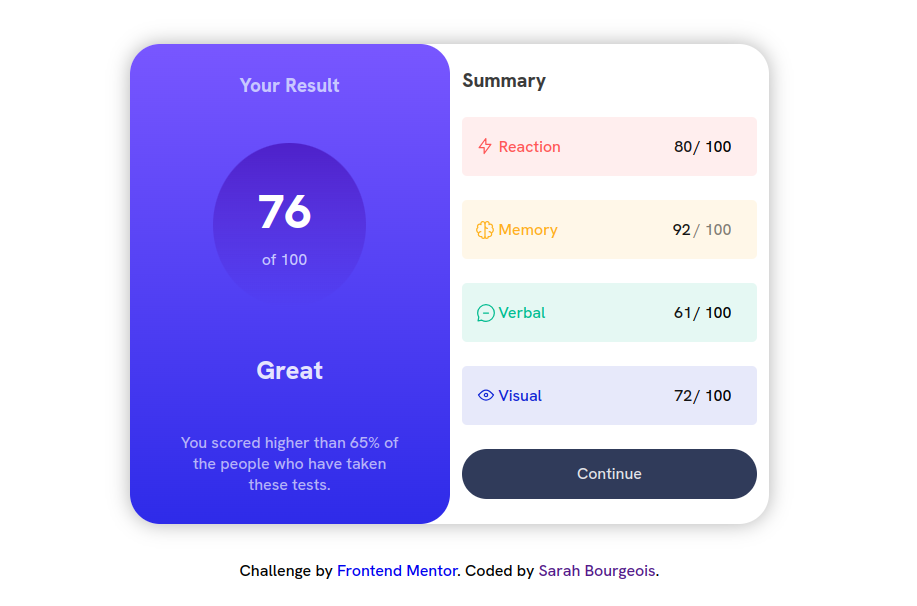 Your Result
76
of 100
Great
You scored higher than 65% of
the people who have taken
these tests.
Summary
Reaction 80/ 100
Memory 92/ 100
Verbal 61/ 100
Visual 72/ 100
Continue
Challenge by Frontend Mentor. Coded by Sarah Bourgeois.